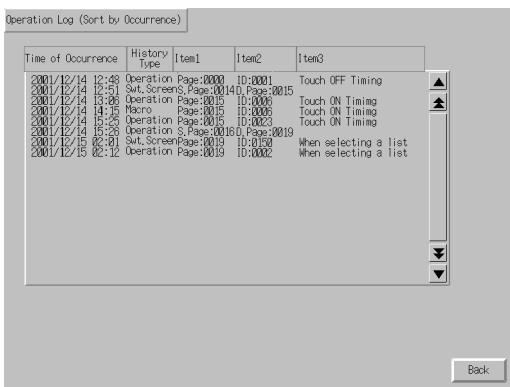 Operation Log (Sort by Occurrence)
Time of Occurrence History Type Item1 Item2 Item3
2001/12/14 12:48 Operation Page:0000 ID:0001 Touch OFF Timing
2001/12/14 12:51 Swt.Screen S.Page:0014 D.Page:0015
2001/12/14 13:06 Operation Page:0015 ID:0006 Touch ON Timimg
2001/12/14 14:15 Macro Page:0015 ID:0006 Touch ON Timimg
2001/12/14 15:25 Operation Page:0015 ID:0023 Touch ON Timimg
2001/12/14 15:26 Operation S.Page:0016 D.Page:0019
2001/12/15 02:01 Swt.Screen Page:0019 ID:0150 When selecting a list
2001/12/15 02:12 Operation Page:0019 ID:0002 When selecting a list
Back